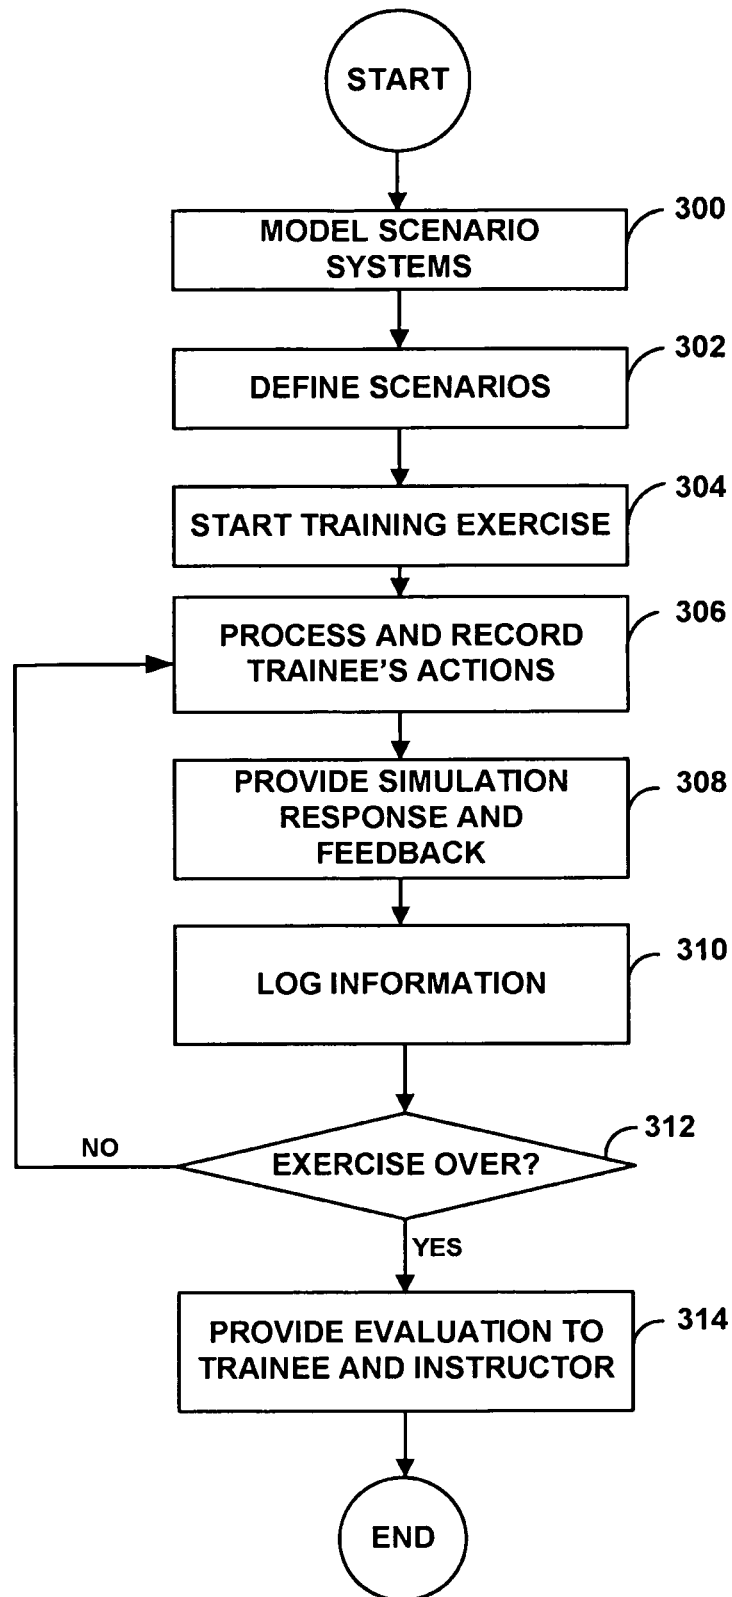 START
300
MODEL SCENARIO
SYSTEMS
302
DEFINE SCENARIOS
304
START TRAINING EXERCISE
306
PROCESS AND RECORD
TRAINEE'S ACTIONS
308
PROVIDE SIMULATION
RESPONSE AND
FEEDBACK
310
LOG INFORMATION
312
NO
EXERCISE OVER?
YES
314
PROVIDE EVALUATION TO
TRAINEE AND INSTRUCTOR
END